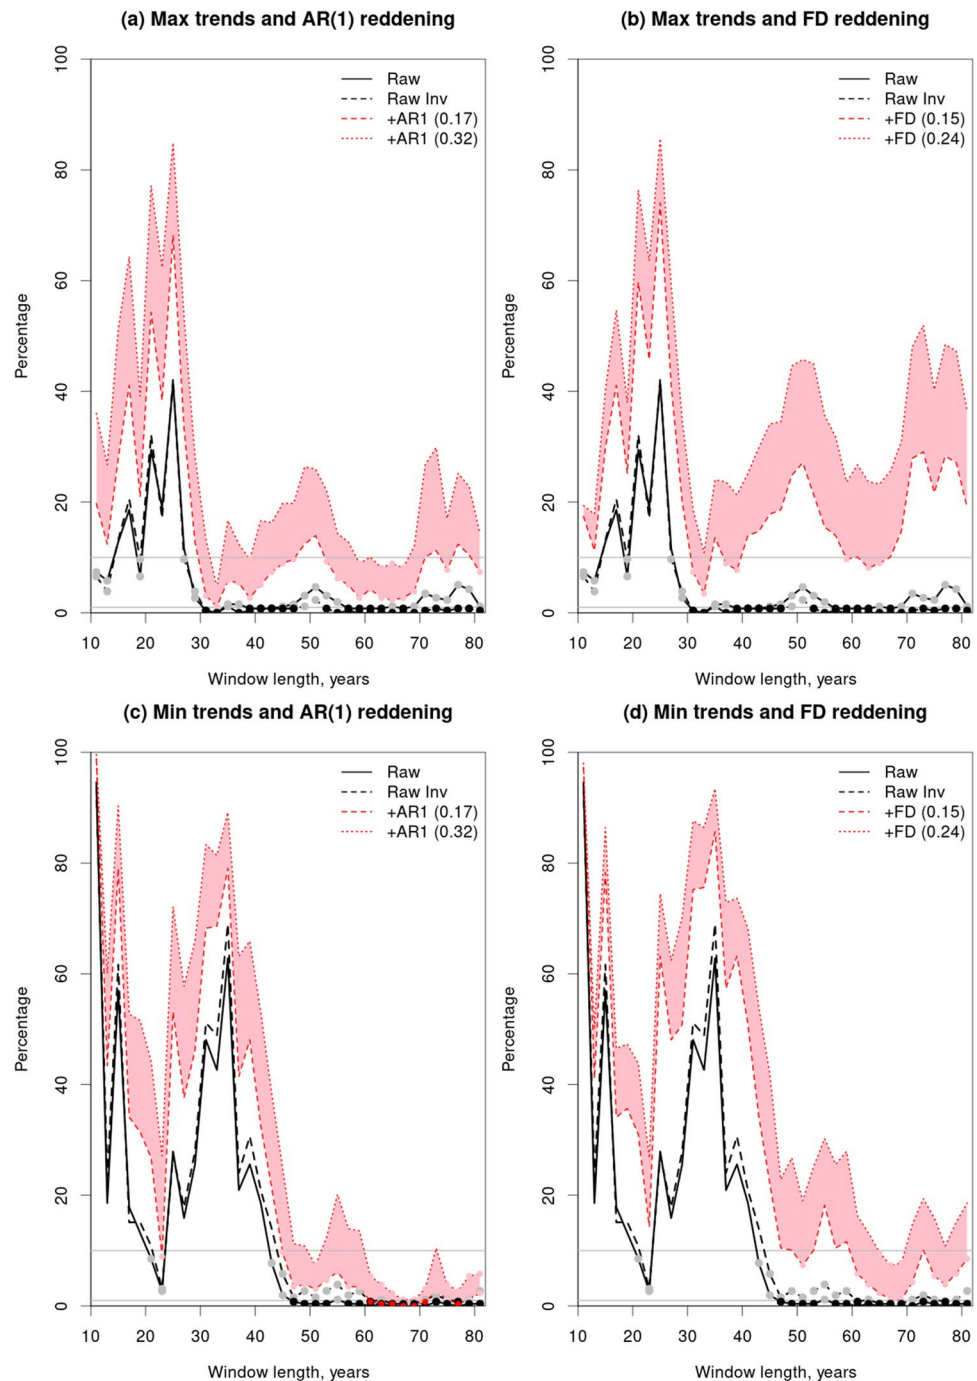 (a) Max trends and AR(1) reddening
Percentage
100
80
60
40
20
0
Raw
Raw Inv
+AR1 (0.17)
+AR1 (0.32)
10 20 30 40 50 60 70 80
Window length, years
(b) Max trends and FD reddening
Percentage
100
80
60
40
20
0
Raw
Raw Inv
+FD (0.15)
+FD (0.24)
10 20 30 40 50 60 70 80
Window length, years
(c) Min trends and AR(1) reddening
Percentage
100
80
60
40
20
0
Raw
Raw Inv
+AR1 (0.17)
+AR1 (0.32)
10 20 30 40 50 60 70 80
Window length, years
(d) Min trends and FD reddening
Percentage
100
80
60
40
20
0
Raw
Raw Inv
+FD (0.15)
+FD (0.24)
10 20 30 40 50 60 70 80
Window length, years